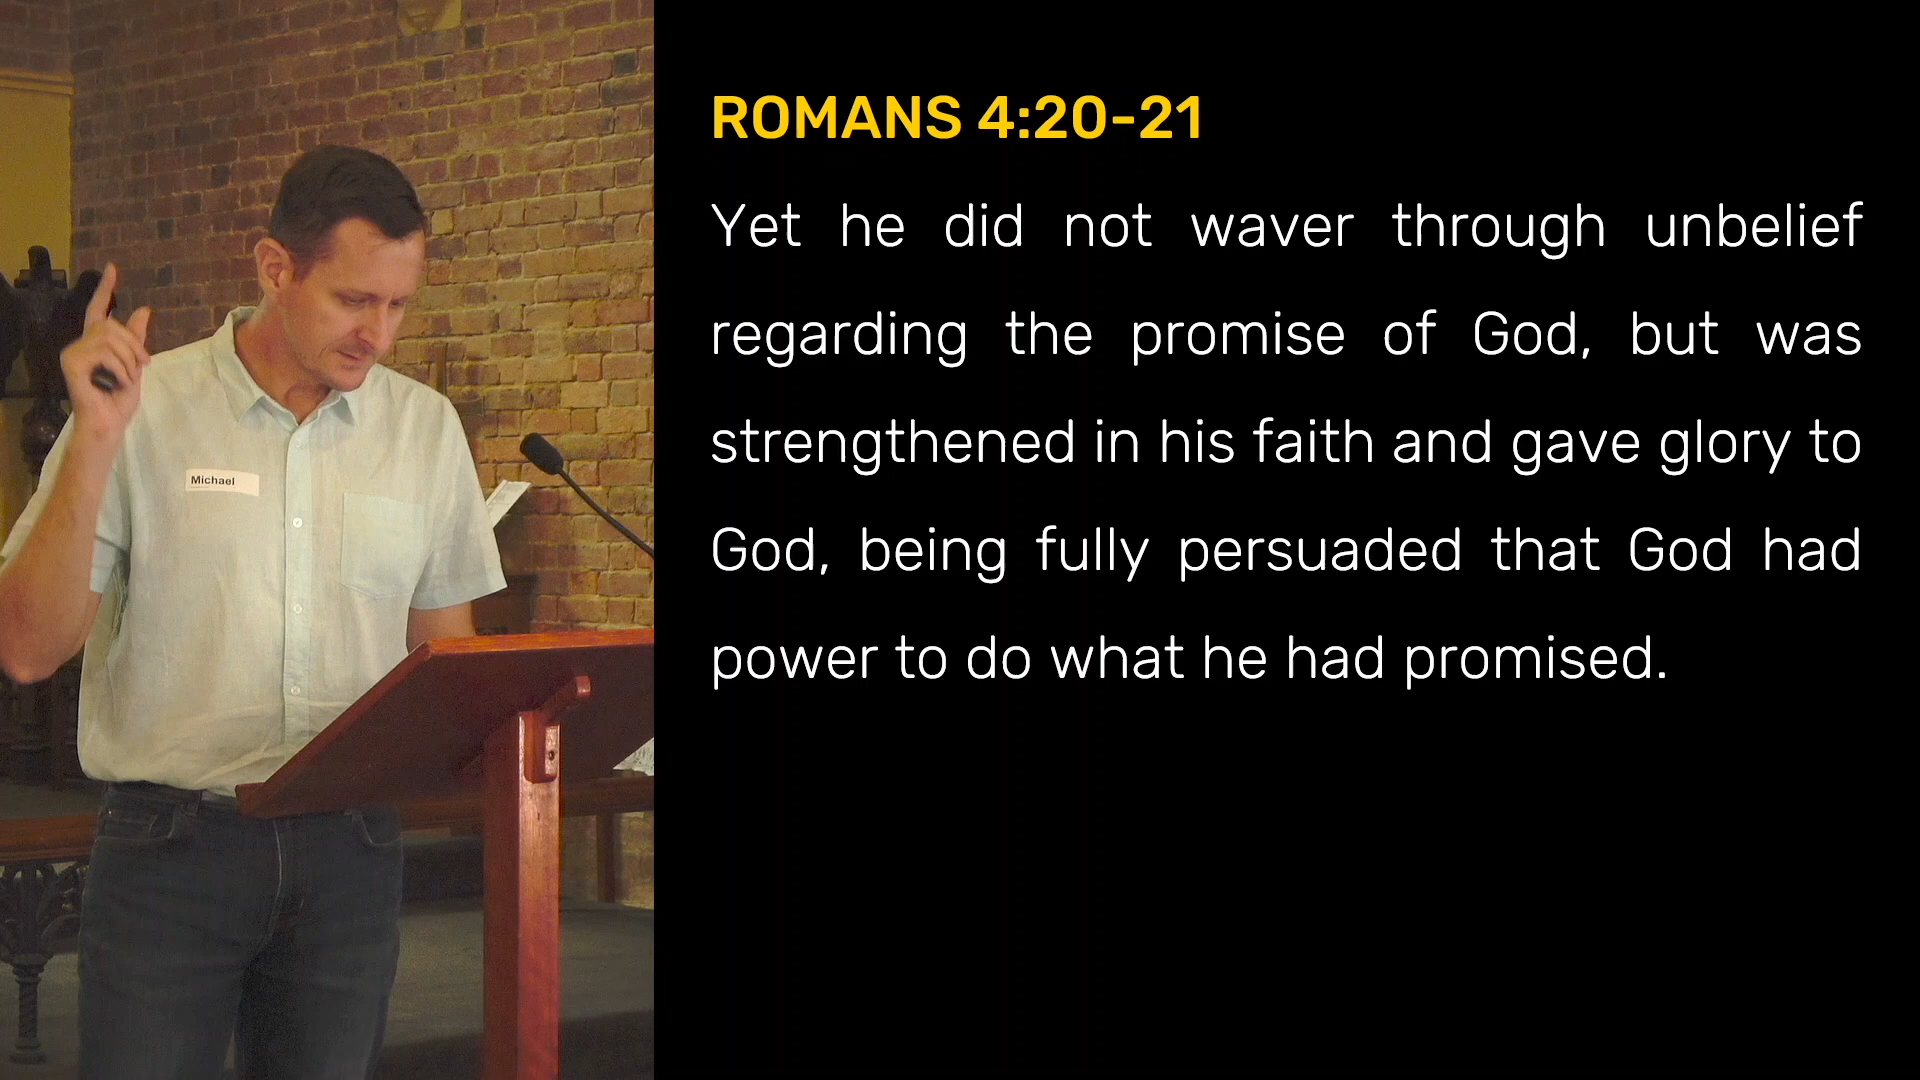 Michael
ROMANS 4:20-21
Yet he did not waver through unbelief
regarding the promise of God, but was
strengthened in his faith and gave glory to
God, being fully persuaded that God had
power to do what he had promised.